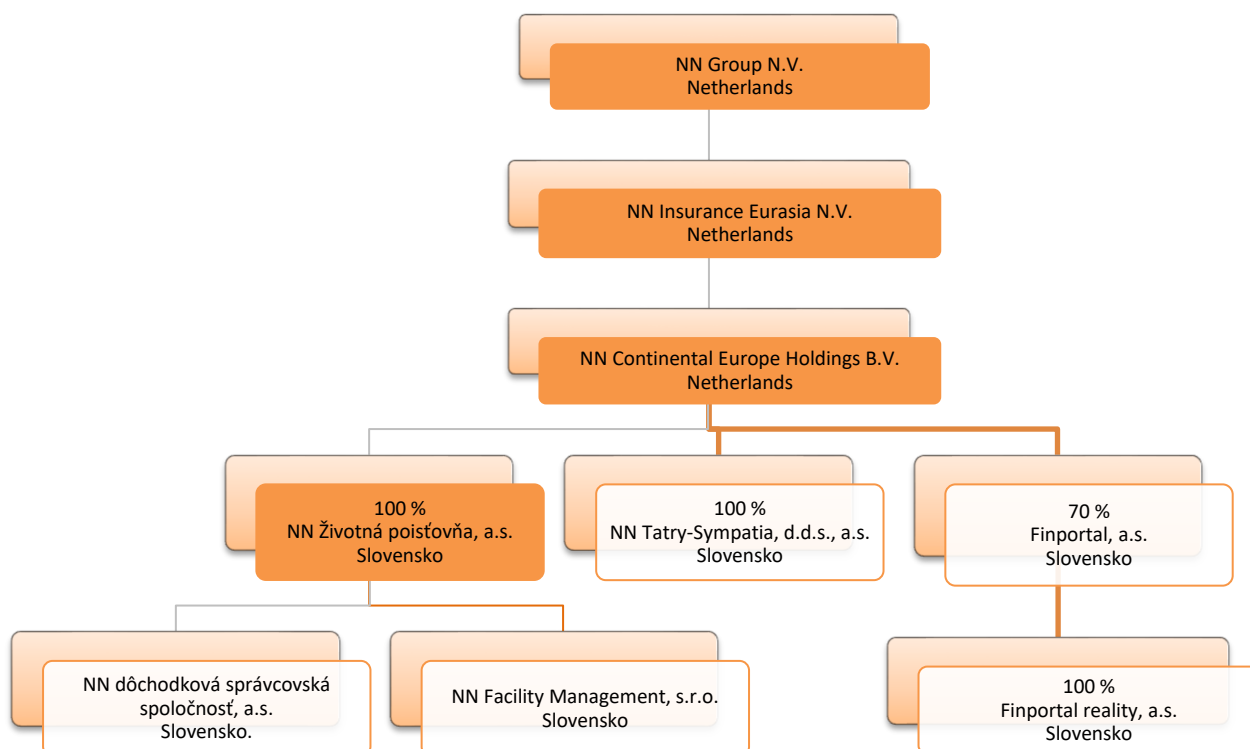 NN Group N.V.
Netherlands
NN Insurance Eurasia N.V.
Netherlands
NN Continental Europe Holdings B.V.
Netherlands
100 %
NN Životná poisťovňa, a.s.
Slovensko
100 %
NN Tatry-Sympatia, d.d.s., a.s.
Slovensko
70 %
Finportal, a.s.
Slovensko
NN dôchodková správcovská
spoločnosť, a.s.
Slovensko.
NN Facility Management, s.r.o.
Slovensko
100 %
Finportal reality, a.s.
Slovensko